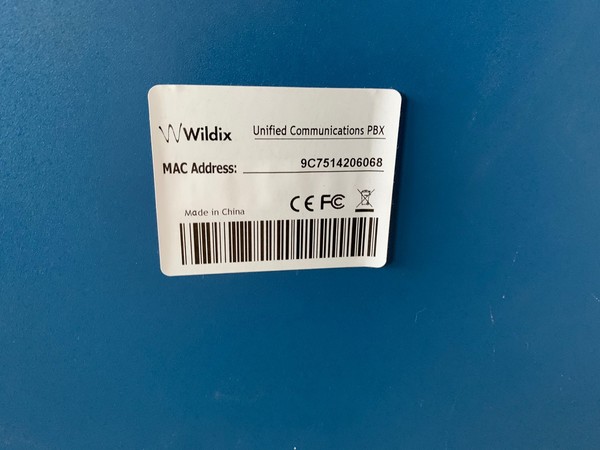 Wildix Unified Communications PBX
MAC Address: 9C7514206068
CE FC
Made in China